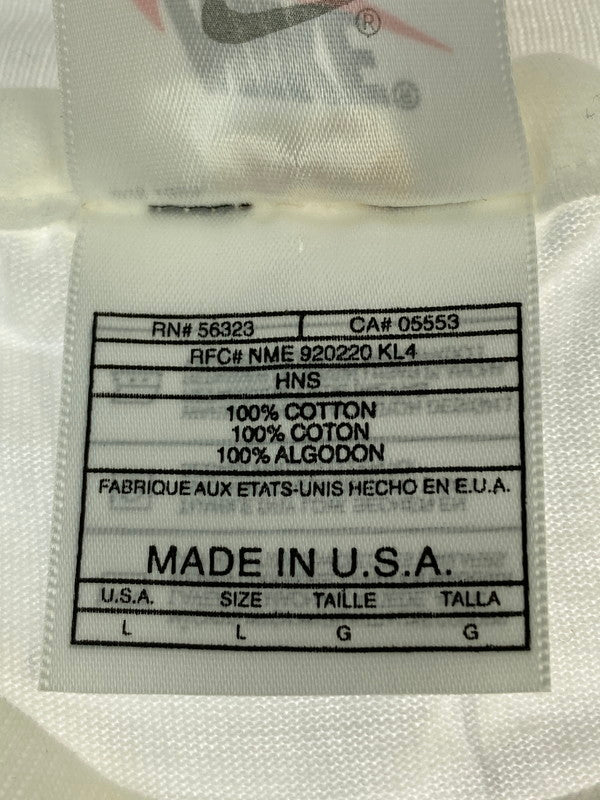 ®
®
RN# 56323 CA# 05553
RFC# NME 920220 KL4
HNS
100% COTTON
100% COTON
100% ALGODON
FABRIQUE AUX ETATS-UNIS HECHO EN E.U.A.
MADE IN U.S.A.
U.S.A. SIZE TAILLE TALLA
L L G G